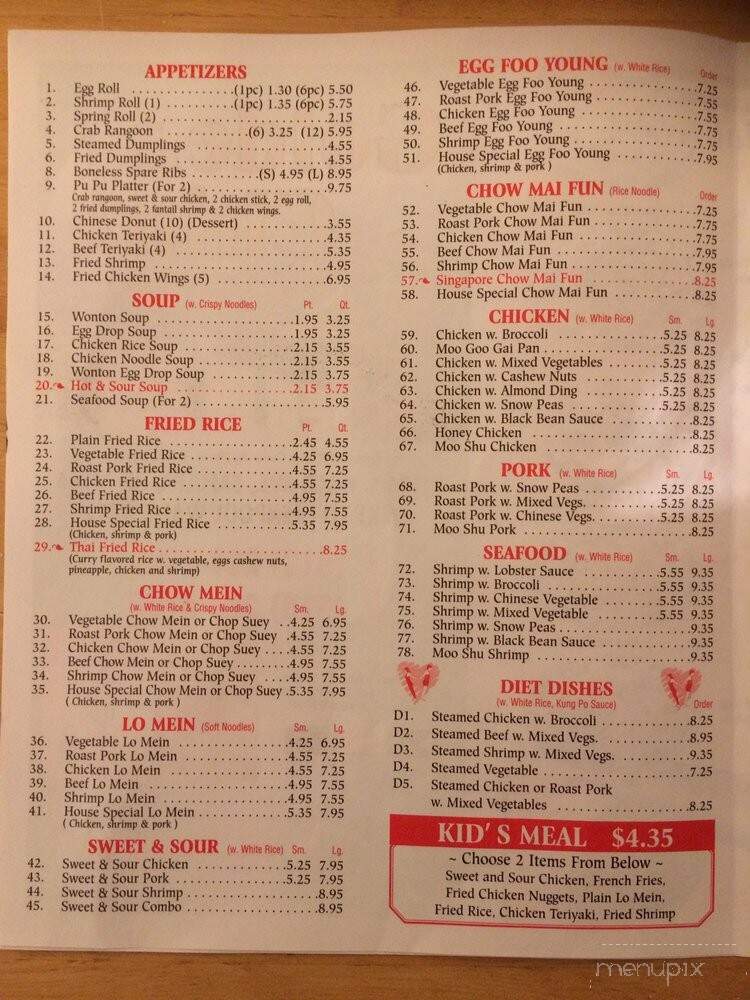 APPETIZERS
1. Egg Roll (1pc) 1.30 (6pc) 5.50
2. Shrimp Roll (1) (1pc) 1.35 (6pc) 5.75
3. Spring Roll (2) 2.15
4. Crab Rangoon (6) 3.25 (12) 5.95
5. Steamed Dumplings 4.55
6. Fried Dumplings 4.55
8. Boneless Spare Ribs (S) 4.95 (L) 8.95
9. Pu Pu Platter (For 2) 9.75
Crab rangoon, sweet & sour chicken, 2 chicken stick, 2 egg roll,
2 fried dumplings, 2 fantail shrimp & 2 chicken wings.
10. Chinese Donut (10) (Dessert) 3.55
11. Chicken Teriyaki (4) 4.35
12. Beef Teriyaki (4) 5.35
13. Fried Shrimp 4.95
14. Fried Chicken Wings (5) 6.95
SOUP (w. Crispy Noodles) Pt. Qt.
15. Wonton Soup 1.95 3.25
16. Egg Drop Soup 1.95 3.25
17. Chicken Rice Soup 2.15 3.55
18. Chicken Noodle Soup 2.15 3.55
19. Wonton Egg Drop Soup 2.15 3.75
20. Hot & Sour Soup 2.15 3.75
21. Seafood Soup (For 2) 5.95
FRIED RICE Pt. Qt.
22. Plain Fried Rice 2.45 4.55
23. Vegetable Fried Rice 4.25 6.95
24. Roast Pork Fried Rice 4.55 7.25
25. Chicken Fried Rice 4.55 7.25
26. Beef Fried Rice 4.95 7.55
27. Shrimp Fried Rice 4.95 7.55
28. House Special Fried Rice 5.35 7.95
(Chicken, shrimp & pork)
29. Thai Fried Rice 8.25
(Curry flavored rice w. vegetable, eggs cashew nuts,
pineapple, chicken and shrimp)
CHOW MEIN
(w. White Rice & Crispy Noodles) Sm. Lg.
30. Vegetable Chow Mein or Chop Suey 4.25 6.95
31. Roast Pork Chow Mein or Chop Suey 4.55 7.25
32. Chicken Chow Mein or Chop Suey 4.55 7.25
33. Beef Chow Mein or Chop Suey 4.95 7.55
34. Shrimp Chow Mein or Chop Suey 4.95 7.55
35. House Special Chow Mein or Chop Suey 5.35 7.95
( Chicken, shrimp & pork )
LO MEIN (Soft Noodles) Sm. Lg.
36. Vegetable Lo Mein 4.25 6.95
37. Roast Pork Lo Mein 4.55 7.25
38. Chicken Lo Mein 4.55 7.25
39. Beef Lo Mein 4.95 7.55
40. Shrimp Lo Mein 4.95 7.55
41. House Special Lo Mein 5.35 7.95
( Chicken, shrimp & pork )
SWEET & SOUR (w. White Rice) Sm. Lg.
42. Sweet & Sour Chicken 5.25 7.95
43. Sweet & Sour Pork 5.25 7.95
44. Sweet & Sour Shrimp 8.95
45. Sweet & Sour Combo 8.95
EGG FOO YOUNG (w. White Rice) Order
46. Vegetable Egg Foo Young 7.25
47. Roast Pork Egg Foo Young 7.55
48. Chicken Egg Foo Young 7.55
49. Beef Egg Foo Young 7.75
50. Shrimp Egg Foo Young 7.75
51. House Special Egg Foo Young 7.95
(Chicken, shrimp & pork )
CHOW MAI FUN (Rice Noodle) Order
52. Vegetable Chow Mai Fun 7.25
53. Roast Pork Chow Mai Fun 7.75
54. Chicken Chow Mai Fun 7.75
55. Beef Chow Mai Fun 7.95
56. Shrimp Chow Mai Fun 7.95
57. Singapore Chow Mai Fun 8.25
58. House Special Chow Mai Fun 8.25
CHICKEN (w. White Rice) Sm. Lg.
59. Chicken w. Broccoli 5.25 8.25
60. Moo Goo Gai Pan 5.25 8.25
61. Chicken w. Mixed Vegetables 5.25 8.25
62. Chicken w. Cashew Nuts 5.25 8.25
63. Chicken w. Almond Ding 5.25 8.25
64. Chicken w. Snow Peas 5.25 8.25
65. Chicken w. Black Bean Sauce 8.25
66. Honey Chicken 8.25
67. Moo Shu Chicken 8.25
PORK (w. White Rice) Sm. Lg.
68. Roast Pork w. Snow Peas 5.25 8.25
69. Roast Pork w. Mixed Vegs. 5.25 8.25
70. Roast Pork w. Chinese Vegs. 5.25 8.25
71. Moo Shu Pork 8.25
SEAFOOD (w. White Rice) Sm. Lg.
72. Shrimp w. Lobster Sauce 5.55 9.35
73. Shrimp w. Broccoli 5.55 9.35
74. Shrimp w. Chinese Vegetable 5.55 9.35
75. Shrimp w. Mixed Vegetable 5.55 9.35
76. Shrimp w. Snow Peas 9.35
77. Shrimp w. Black Bean Sauce 9.35
78. Moo Shu Shrimp 9.35
DIET DISHES
(w. White Rice, Kung Po Sauce) Order
D1. Steamed Chicken w. Broccoli 8.25
D2. Steamed Beef w. Mixed Vegs. 8.95
D3. Steamed Shrimp w. Mixed Vegs. 9.35
D4. Steamed Vegetable 7.25
D5. Steamed Chicken or Roast Pork
w. Mixed Vegetables 8.25
KID' S MEAL $4.35
~ Choose 2 Items From Below ~
Sweet and Sour Chicken, French Fries,
Fried Chicken Nuggets, Plain Lo Mein,
Fried Rice, Chicken Teriyaki, Fried Shrimp
menupix